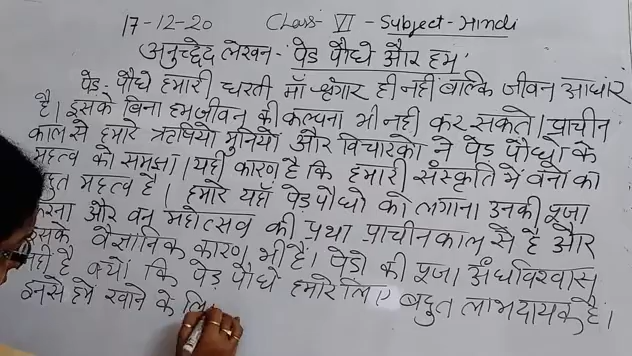 17-12-20 Class- VI - Subject - Hindi
अनुच्छेद लेखन - 'पेड पौधे और हम'
पेड- पौधे हमारी धरती माँ श्रृंगार ही नहीं बल्कि जीवन आधार
है। इसके बिना हम जीवन की कल्पना भी नही कर सकते। प्राचीन
काल से हमारे ऋषियो मुनियों और विचारको ने पेड पौधों के
महत्व को समझा। यही कारण है कि हमारी संस्कृति मे वनो का
बहुत महत्व है। हमारे यहाँ पेड़ पौधो को लगाना उनकी पूजा
करना और वन महोत्सव की प्रथा प्राचीनकाल से है और
इसके वैज्ञानिक कारण भी है। पेडो की पूजा अंधविश्वास
नही है क्यों कि पेड़ पौधे हमारे लिए बहुत लाभदायक है।
इनसे हमे खाने के लि